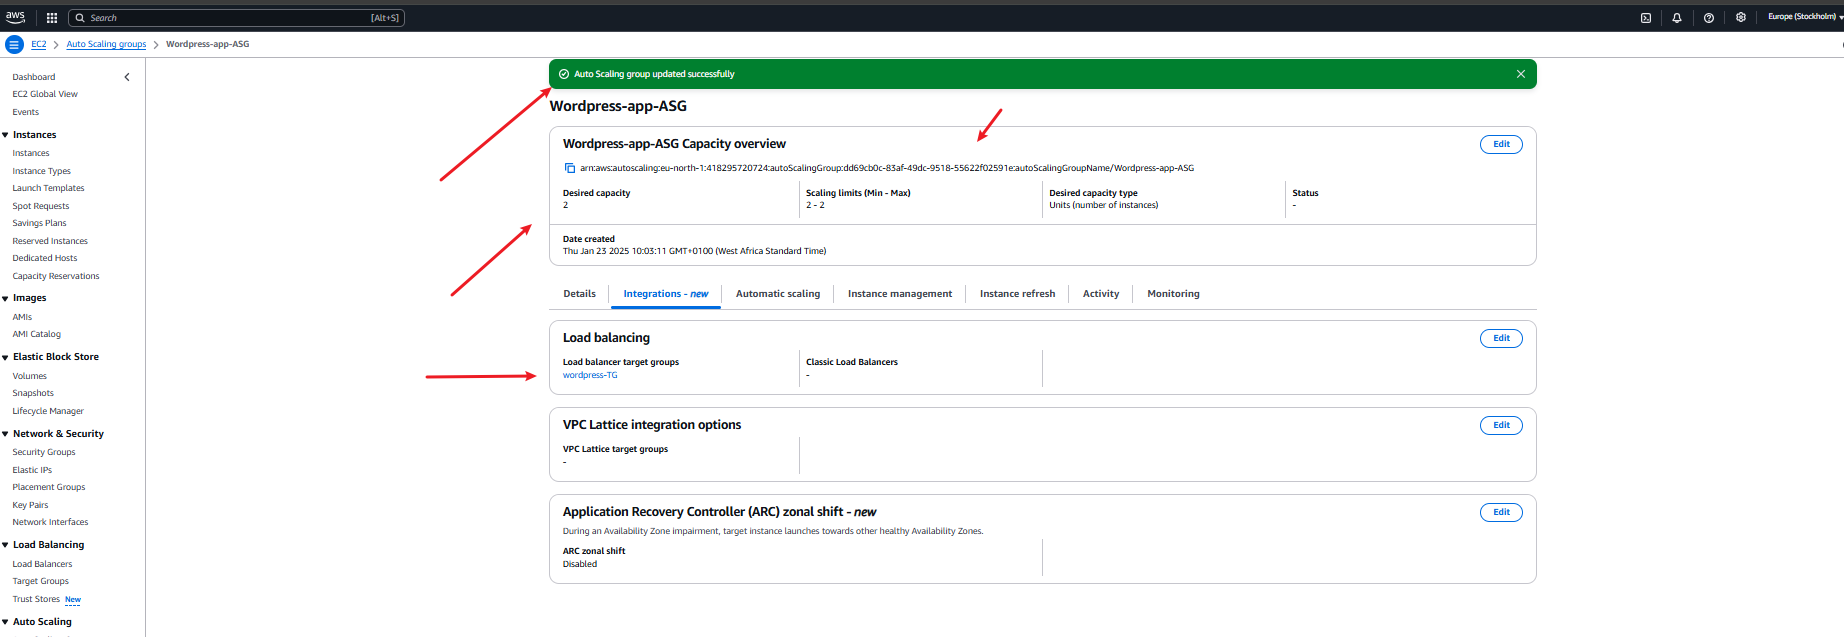 aws
Search
[Alt+S]
Europe (Stockholm)
EC2
Auto Scaling groups
Wordpress-app-ASG
Dashboard
EC2 Global View
Events
Instances
Instances
Instance Types
Launch Templates
Spot Requests
Savings Plans
Reserved Instances
Dedicated Hosts
Capacity Reservations
Images
AMIs
AMI Catalog
Elastic Block Store
Volumes
Snapshots
Lifecycle Manager
Network & Security
Security Groups
Elastic IPs
Placement Groups
Key Pairs
Network Interfaces
Load Balancing
Load Balancers
Target Groups
Trust Stores New
Auto Scaling
Auto Scaling group updated successfully
Wordpress-app-ASG
Wordpress-app-ASG Capacity overview
Edit
arn:aws:autoscaling:eu-north-1:418295720724:autoScalingGroup:dd69cb0c-83af-49dc-9518-55622f02591e:autoScalingGroupName/Wordpress-app-ASG
Desired capacity
2
Scaling limits (Min - Max)
2 - 2
Desired capacity type
Units (number of instances)
Status
-
Date created
Thu Jan 23 2025 10:03:11 GMT+0100 (West Africa Standard Time)
Details
Integrations - new
Automatic scaling
Instance management
Instance refresh
Activity
Monitoring
Load balancing
Edit
Load balancer target groups
wordpress-TG
Classic Load Balancers
-
VPC Lattice integration options
Edit
VPC Lattice target groups
-
Application Recovery Controller (ARC) zonal shift - new
Edit
During an Availability Zone impairment, target instance launches towards other healthy Availability Zones.
ARC zonal shift
Disabled